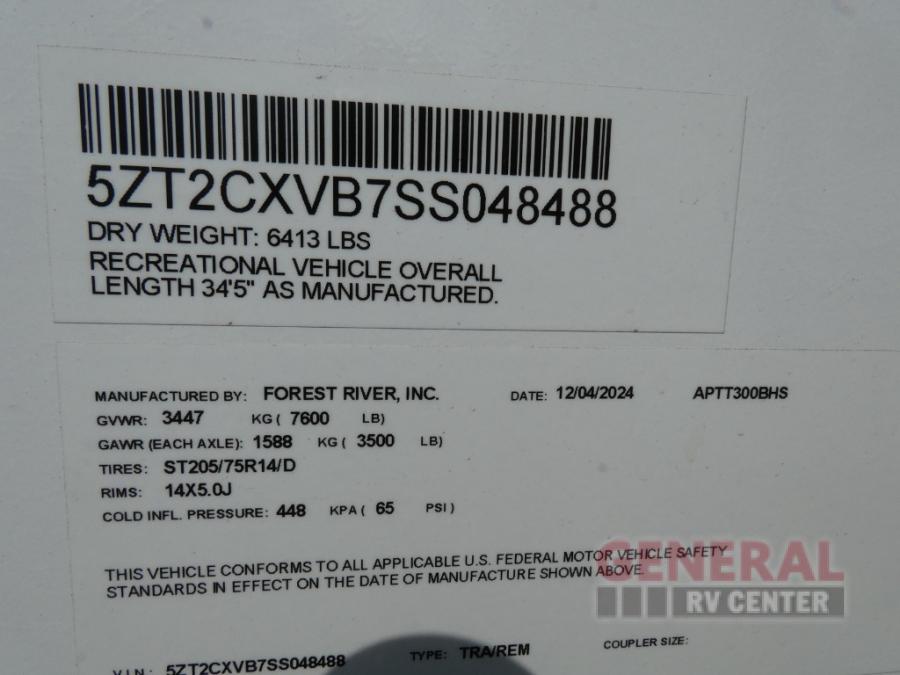 5ZT2CXVB7SS048488
DRY WEIGHT: 6413 LBS
RECREATIONAL VEHICLE OVERALL
LENGTH 34'5" AS MANUFACTURED.
MANUFACTURED BY: FOREST RIVER, INC. DATE: 12/04/2024 APTT300BHS
GVWR: 3447 KG ( 7600 LB)
GAWR (EACH AXLE): 1588 KG ( 3500 LB)
TIRES: ST205/75R14/D
RIMS: 14X5.0J
COLD INFL. PRESSURE: 448 KPA ( 65 PSI )
THIS VEHICLE CONFORMS TO ALL APPLICABLE U.S. FEDERAL MOTOR VEHICLE SAFETY
STANDARDS IN EFFECT ON THE DATE OF MANUFACTURE SHOWN ABOVE.
GENERAL
RV CENTER
V.I.N.: 5ZT2CXVB7SS048488 TYPE: TRA/REM COUPLER SIZE: